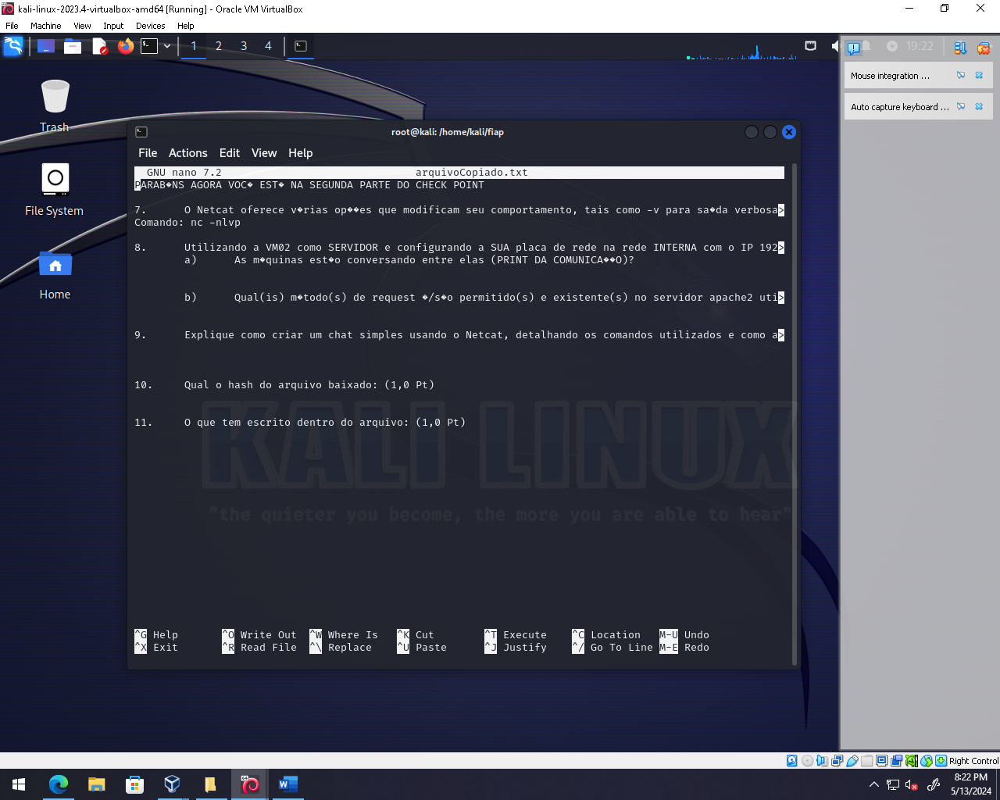 kali-linux-2023.4-virtualbox-amd64 [Running] - Oracle VM VirtualBox
File Machine View Input Devices Help
1 2 3 4
19:22
Mouse integration ...
Auto capture keyboard ...
Trash
File System
Home
root@kali: /home/kali/fiap
File Actions Edit View Help
GNU nano 7.2 arquivoCopiado.txt
PARAB�NS AGORA VOC� EST� NA SEGUNDA PARTE DO CHECK POINT
7. O Netcat oferece v�rias op��es que modificam seu comportamento, tais como -v para sa�da verbosa>
Comando: nc -nlvp
8. Utilizando a VM02 como SERVIDOR e configurando a SUA placa de rede na rede INTERNA com o IP 192>
a) As m�quinas est�o conversando entre elas (PRINT DA COMUNICA��O)?
b) Qual(is) m�todo(s) de request �/s�o permitido(s) e existente(s) no servidor apache2 uti>
9. Explique como criar um chat simples usando o Netcat, detalhando os comandos utilizados e como a>
10. Qual o hash do arquivo baixado: (1,0 Pt)
11. O que tem escrito dentro do arquivo: (1,0 Pt)
KALI LINUX
"the quieter you become, the more you are able to hear"
^G Help ^O Write Out ^W Where Is ^K Cut ^T Execute ^C Location M-U Undo
^X Exit ^R Read File ^\ Replace ^U Paste ^J Justify ^/ Go To Line M-E Redo
Right Control
8:22 PM
5/13/2024